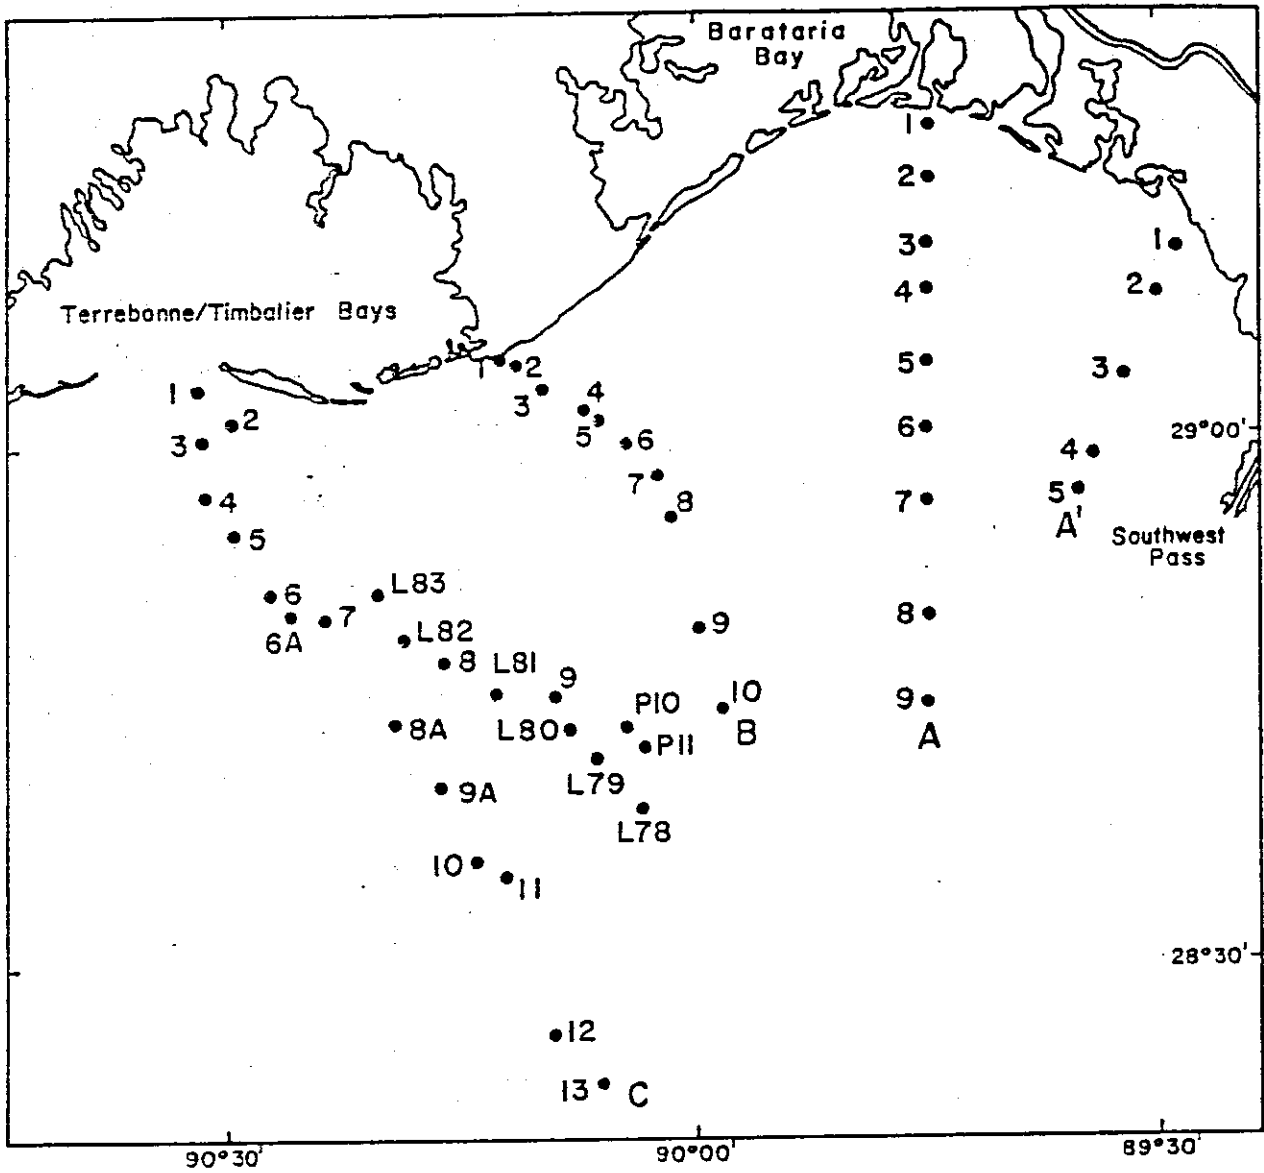 Barataria
Bay
1
2
3
4
5
6
7
8
9
A
1
2
3
4
5
A'
29°00'
Southwest
Pass
Terrebonne/Timbalier Bays
1
2
3
4
5
6
7
8
9
10
B
1
2
3
4
5
6
6A
7
L83
L82
8
L81
9
8A
L80
P10
P11
L79
9A
L78
10
11
28°30'
12
13
C
90°30'
90°00'
89°30'